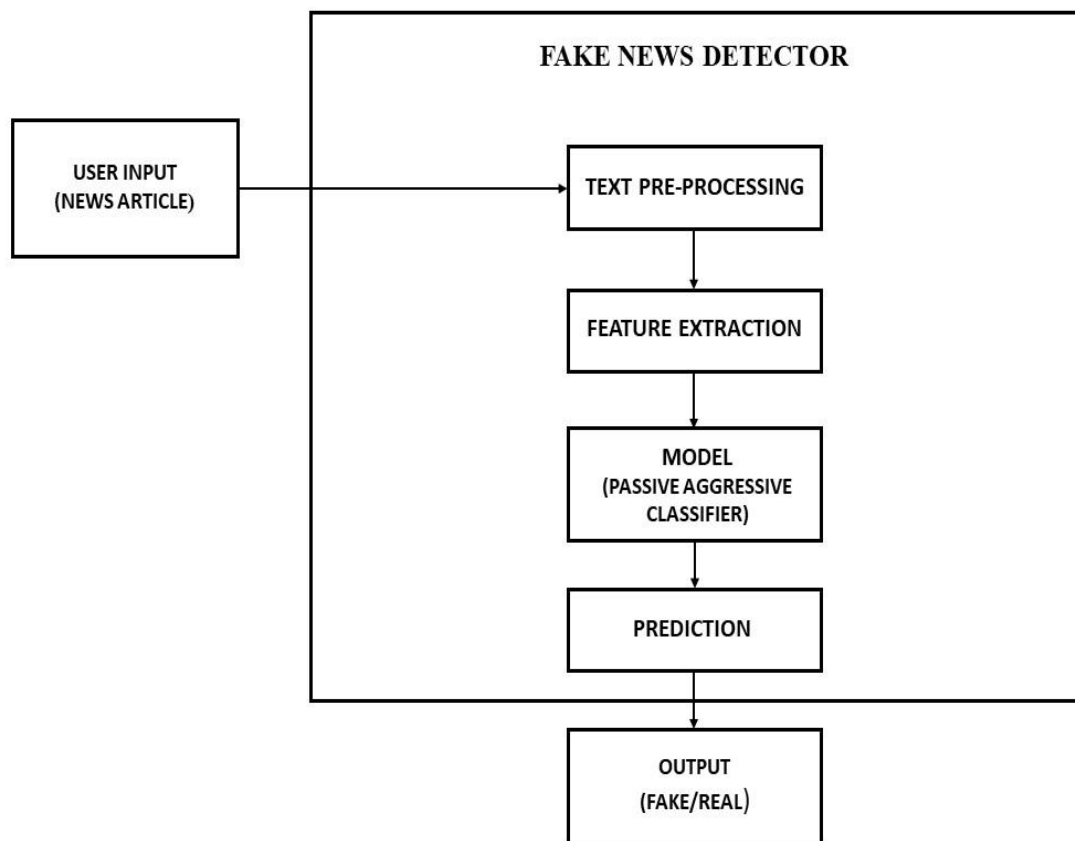 FAKE NEWS DETECTOR
USER INPUT
(NEWS ARTICLE)
TEXT PRE-PROCESSING
FEATURE EXTRACTION
MODEL
(PASSIVE AGGRESSIVE
CLASSIFIER)
PREDICTION
OUTPUT
(FAKE/REAL)